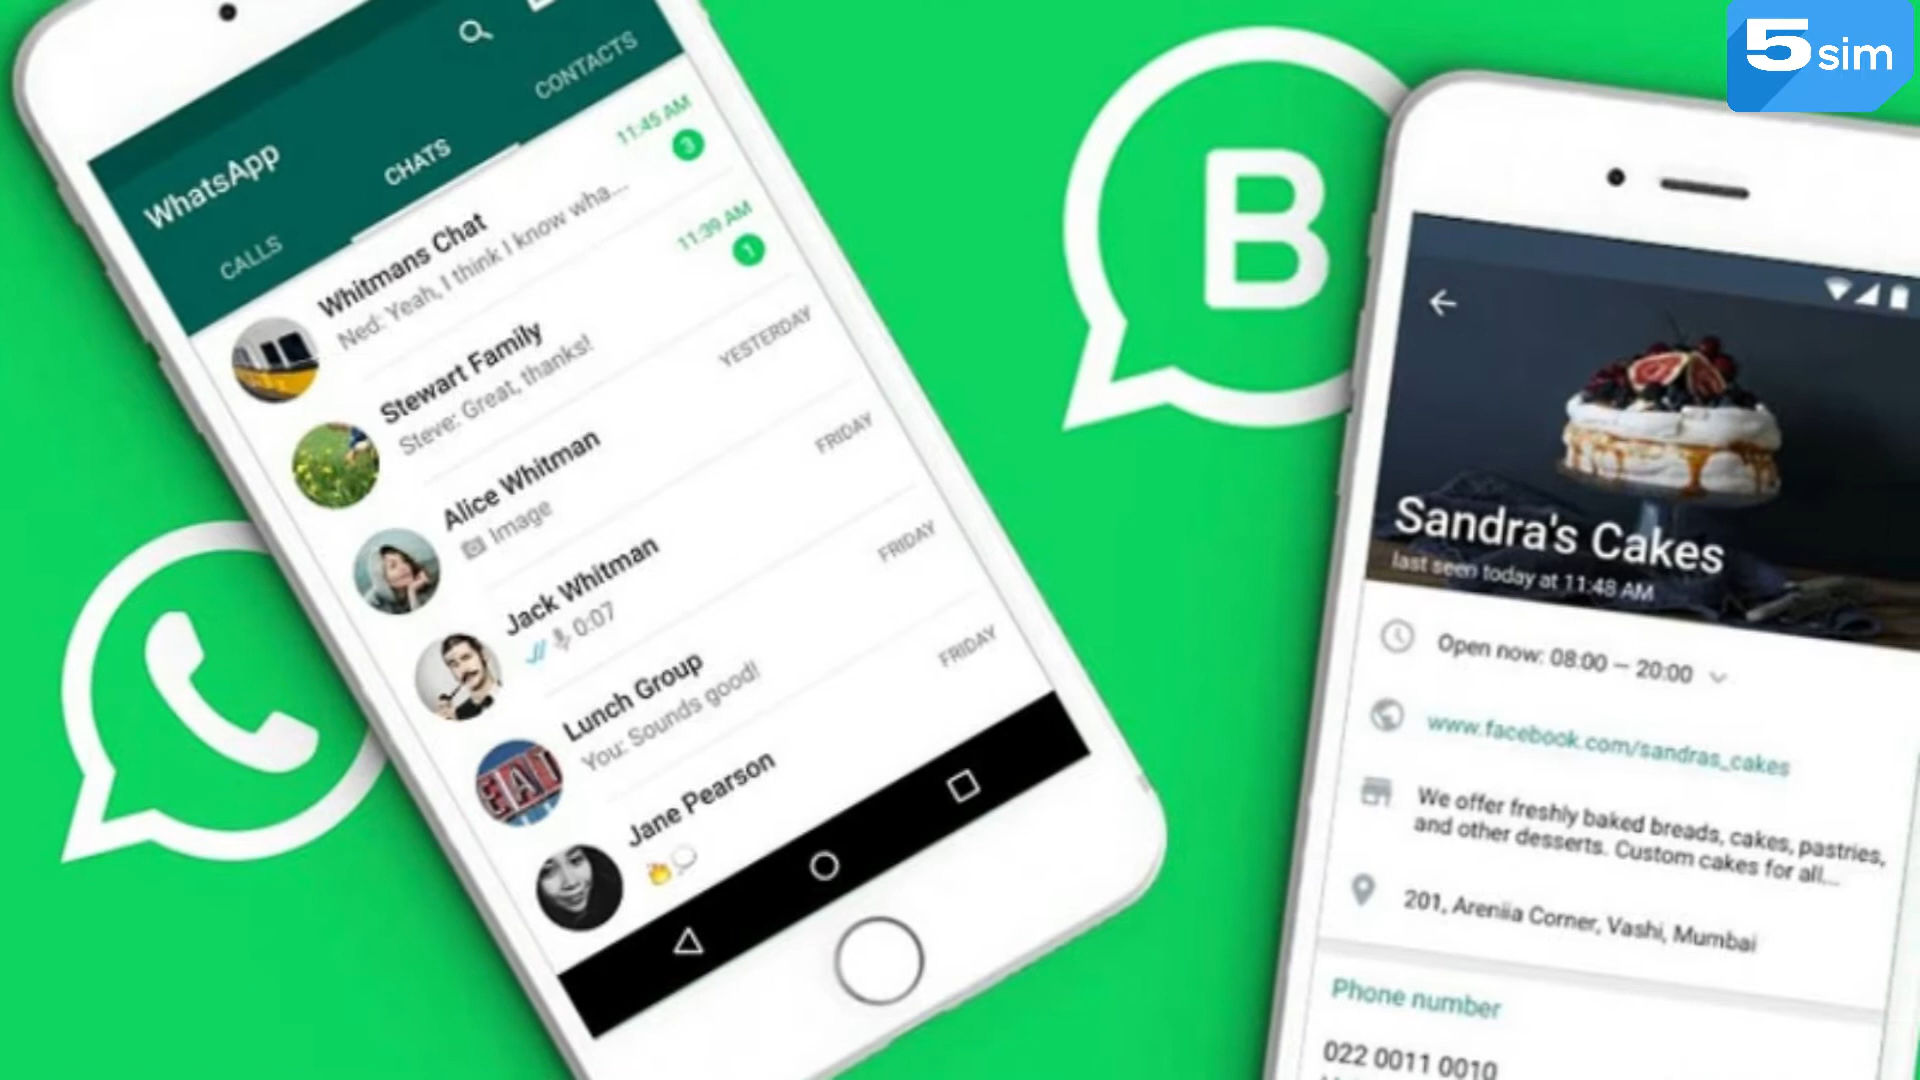 WhatsApp
CALLS
CHATS
CONTACTS
Whitmans Chat
11:45 AM
Ned: Yeah, I think I know wha...
3
Stewart Family
11:39 AM
Steve: Great, thanks!
1
Alice Whitman
YESTERDAY
Image
Jack Whitman
FRIDAY
0:07
Lunch Group
FRIDAY
You: Sounds good!
Jane Pearson
FRIDAY
EAT
B
5sim
Sandra's Cakes
last seen today at 11:48 AM
Open now: 08:00 – 20:00
www.facebook.com/sandras_cakes
We offer freshly baked breads, cakes, pastries,
and other desserts. Custom cakes for all...
201, Areniia Corner, Vashi, Mumbai
Phone number
022 0011 0010